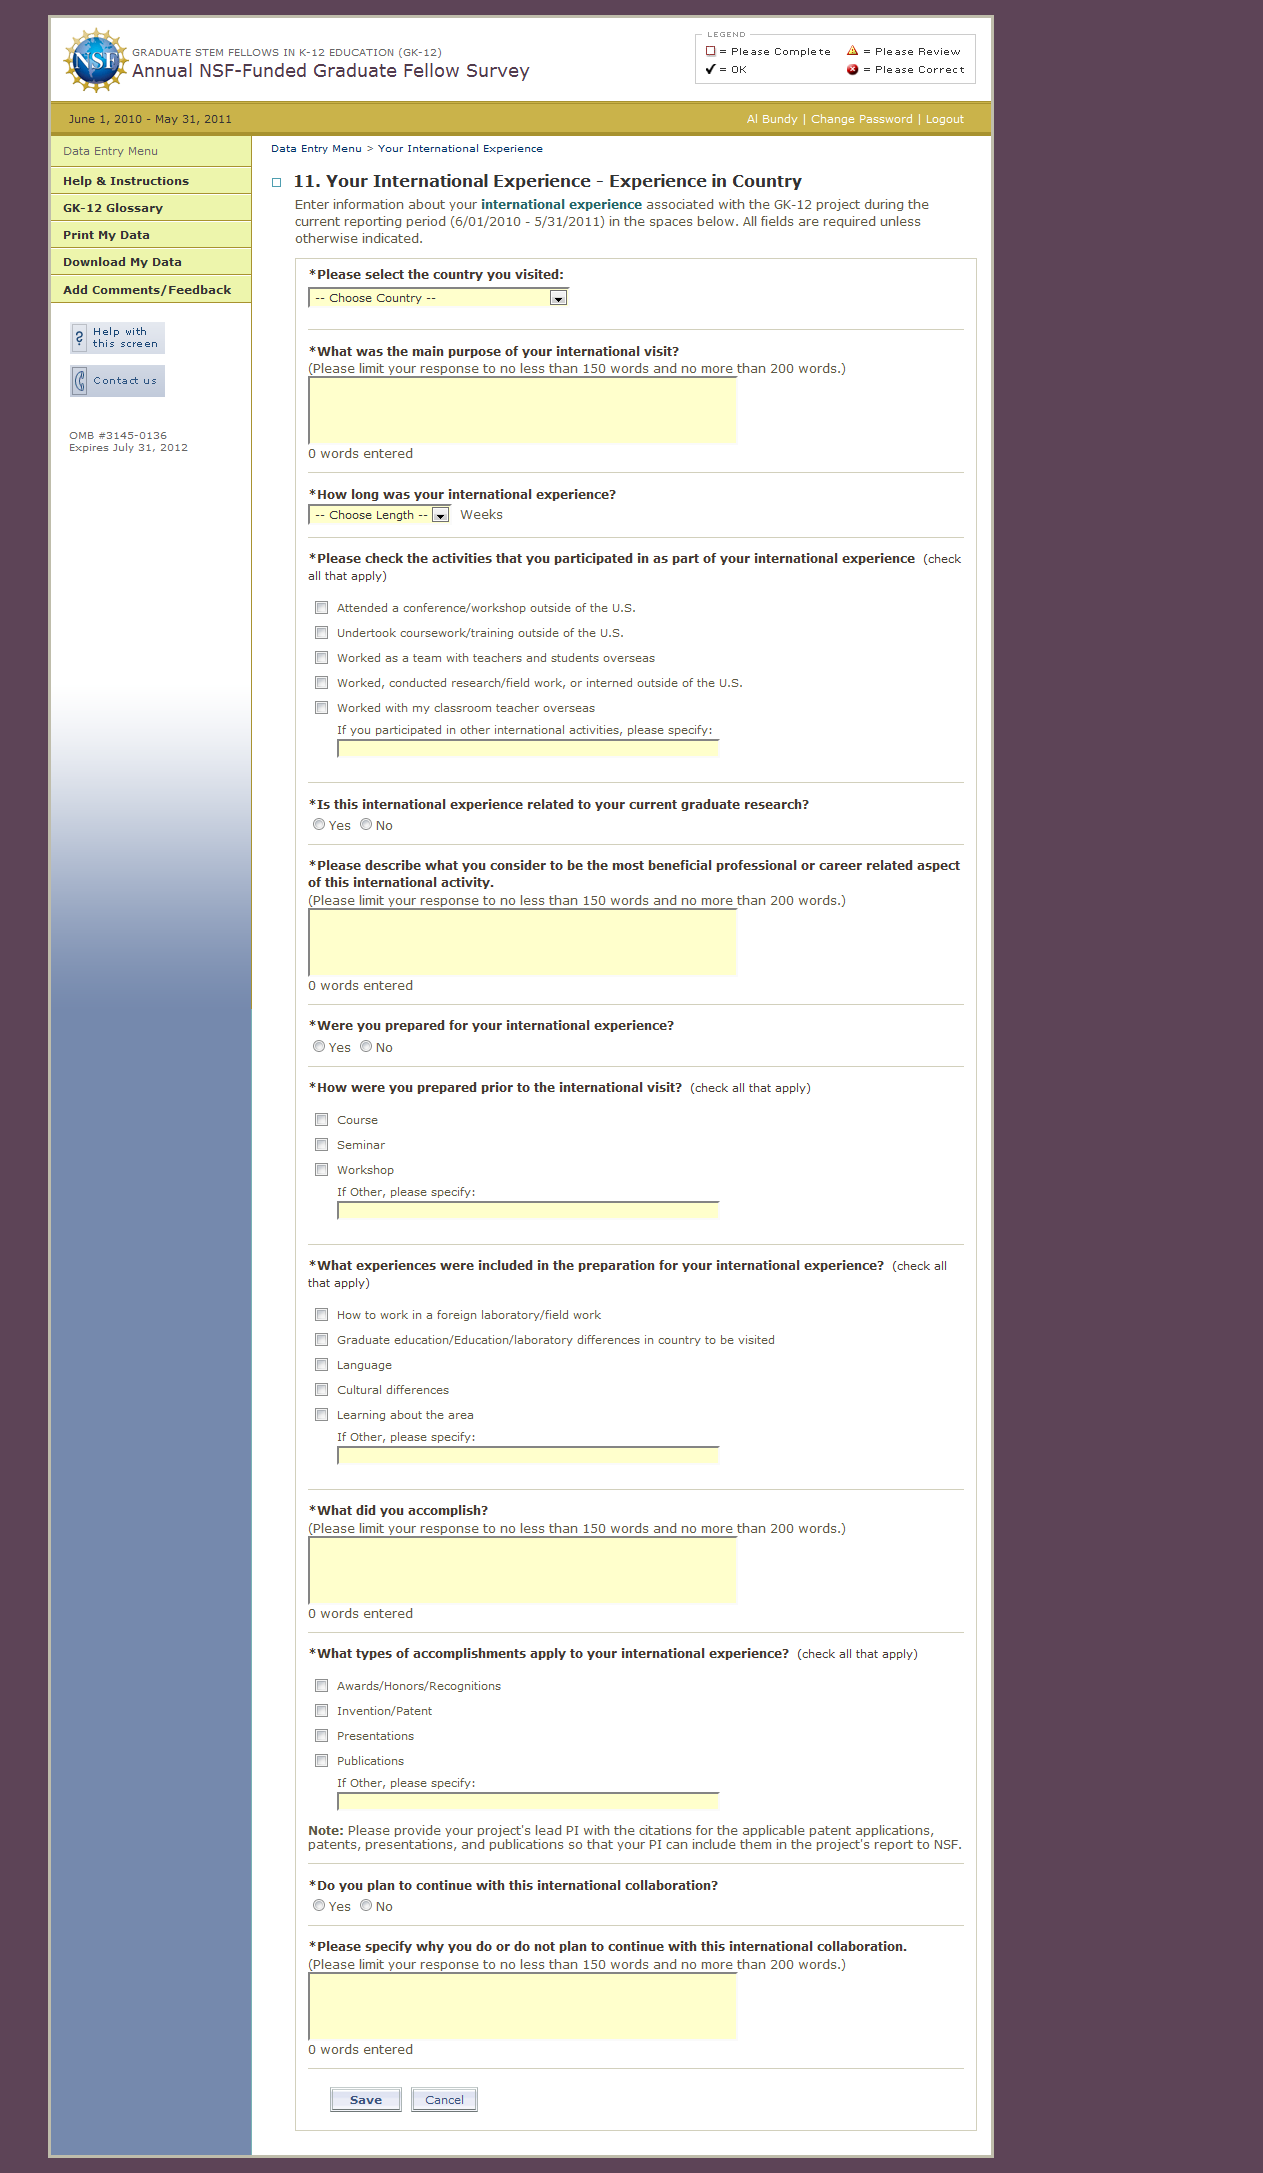 NSF
GRADUATE STEM FELLOWS IN K-12 EDUCATION (GK-12)
Annual NSF-Funded Graduate Fellow Survey
LEGEND
= Please Complete
= Please Review
= OK
= Please Correct
June 1, 2010 - May 31, 2011
Al Bundy | Change Password | Logout
Data Entry Menu
Help & Instructions
GK-12 Glossary
Print My Data
Download My Data
Add Comments/Feedback
? Help with
this screen
Contact us
OMB #3145-0136
Expires July 31, 2012
Data Entry Menu > Your International Experience
11. Your International Experience - Experience in Country
Enter information about your international experience associated with the GK-12 project during the
current reporting period (6/01/2010 - 5/31/2011) in the spaces below. All fields are required unless
otherwise indicated.
*Please select the country you visited:
-- Choose Country --
*What was the main purpose of your international visit?
(Please limit your response to no less than 150 words and no more than 200 words.)
0 words entered
*How long was your international experience?
-- Choose Length -- Weeks
*Please check the activities that you participated in as part of your international experience (check
all that apply)
Attended a conference/workshop outside of the U.S.
Undertook coursework/training outside of the U.S.
Worked as a team with teachers and students overseas
Worked, conducted research/field work, or interned outside of the U.S.
Worked with my classroom teacher overseas
If you participated in other international activities, please specify:
*Is this international experience related to your current graduate research?
Yes No
*Please describe what you consider to be the most beneficial professional or career related aspect
of this international activity.
(Please limit your response to no less than 150 words and no more than 200 words.)
0 words entered
*Were you prepared for your international experience?
Yes No
*How were you prepared prior to the international visit? (check all that apply)
Course
Seminar
Workshop
If Other, please specify:
*What experiences were included in the preparation for your international experience? (check all
that apply)
How to work in a foreign laboratory/field work
Graduate education/Education/laboratory differences in country to be visited
Language
Cultural differences
Learning about the area
If Other, please specify:
*What did you accomplish?
(Please limit your response to no less than 150 words and no more than 200 words.)
0 words entered
*What types of accomplishments apply to your international experience? (check all that apply)
Awards/Honors/Recognitions
Invention/Patent
Presentations
Publications
If Other, please specify:
Note: Please provide your project's lead PI with the citations for the applicable patent applications,
patents, presentations, and publications so that your PI can include them in the project's report to NSF.
*Do you plan to continue with this international collaboration?
Yes No
*Please specify why you do or do not plan to continue with this international collaboration.
(Please limit your response to no less than 150 words and no more than 200 words.)
0 words entered
Save Cancel